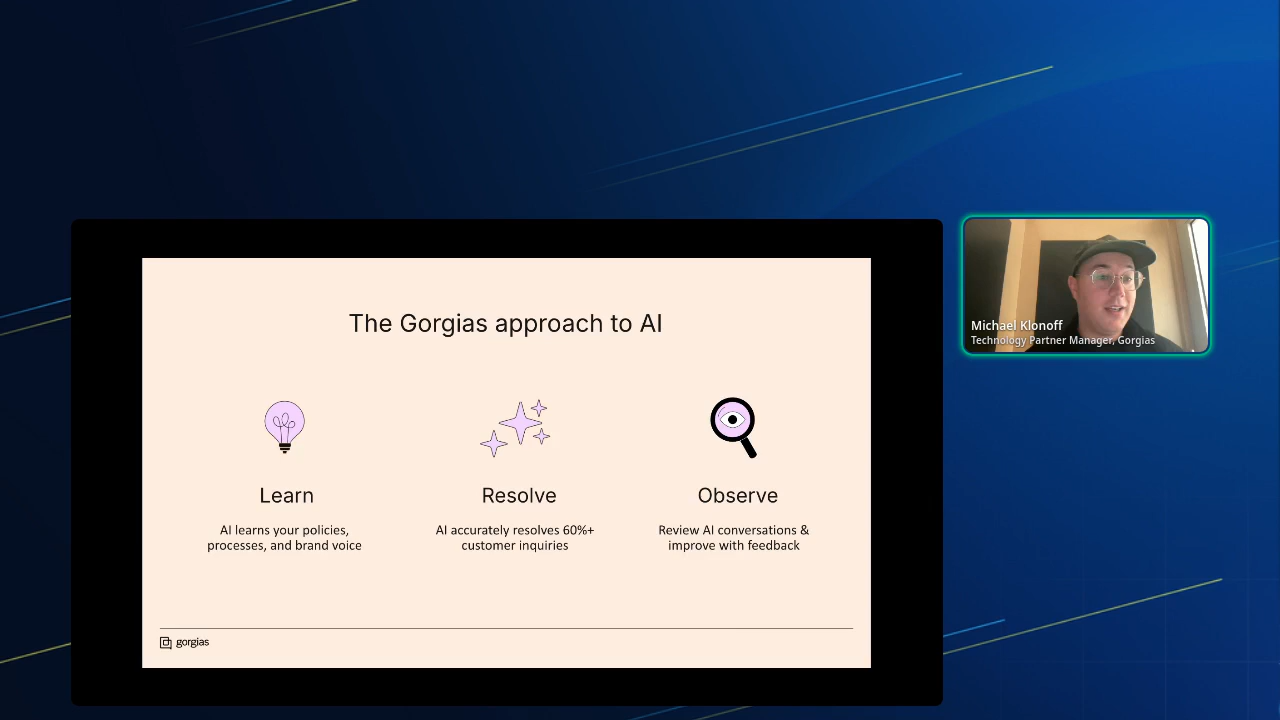 The Gorgias approach to AI
Learn
AI learns your policies,
processes, and brand voice
Resolve
AI accurately resolves 60%+
customer inquiries
Observe
Review AI conversations &
improve with feedback
gorgias
Michael Klonoff
Technology Partner Manager, Gorgias